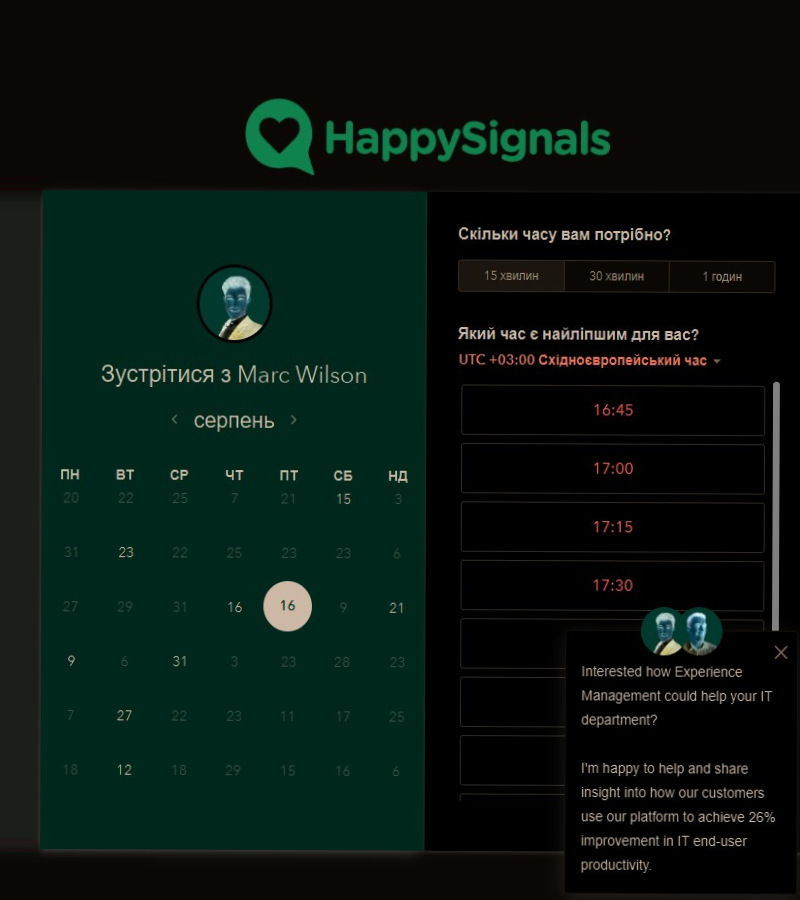 HappySignals
Зустрітися з Marc Wilson
серпень
ПН ВТ СР ЧТ ПТ СБ НД
20 22 25 7 21 15 3
31 23 22 25 23 23 6
27 29 31 16 16 9 21
9 6 31 3 23 28 23
7 27 22 23 11 17 25
18 12 18 29 15 16 6
Скільки часу вам потрібно?
15 хвилин 30 хвилин 1 годин
Який час є найліпшим для вас?
UTC +03:00 Східноєвропейський час
16:45
17:00
17:15
17:30
Interested how Experience
Management could help your IT
department?
I'm happy to help and share
insight into how our customers
use our platform to achieve 26%
improvement in IT end-user
productivity.